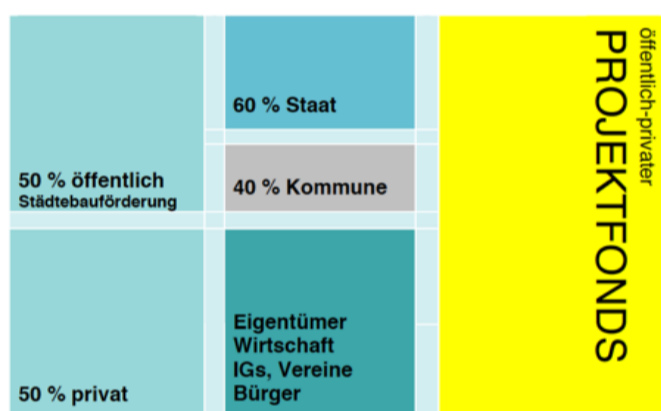 50 % öffentlich
Städtebauförderung
50 % privat
60 % Staat
40 % Kommune
Eigentümer
Wirtschaft
IGs, Vereine
Bürger
öffentlich-privater
PROJEKTFONDS